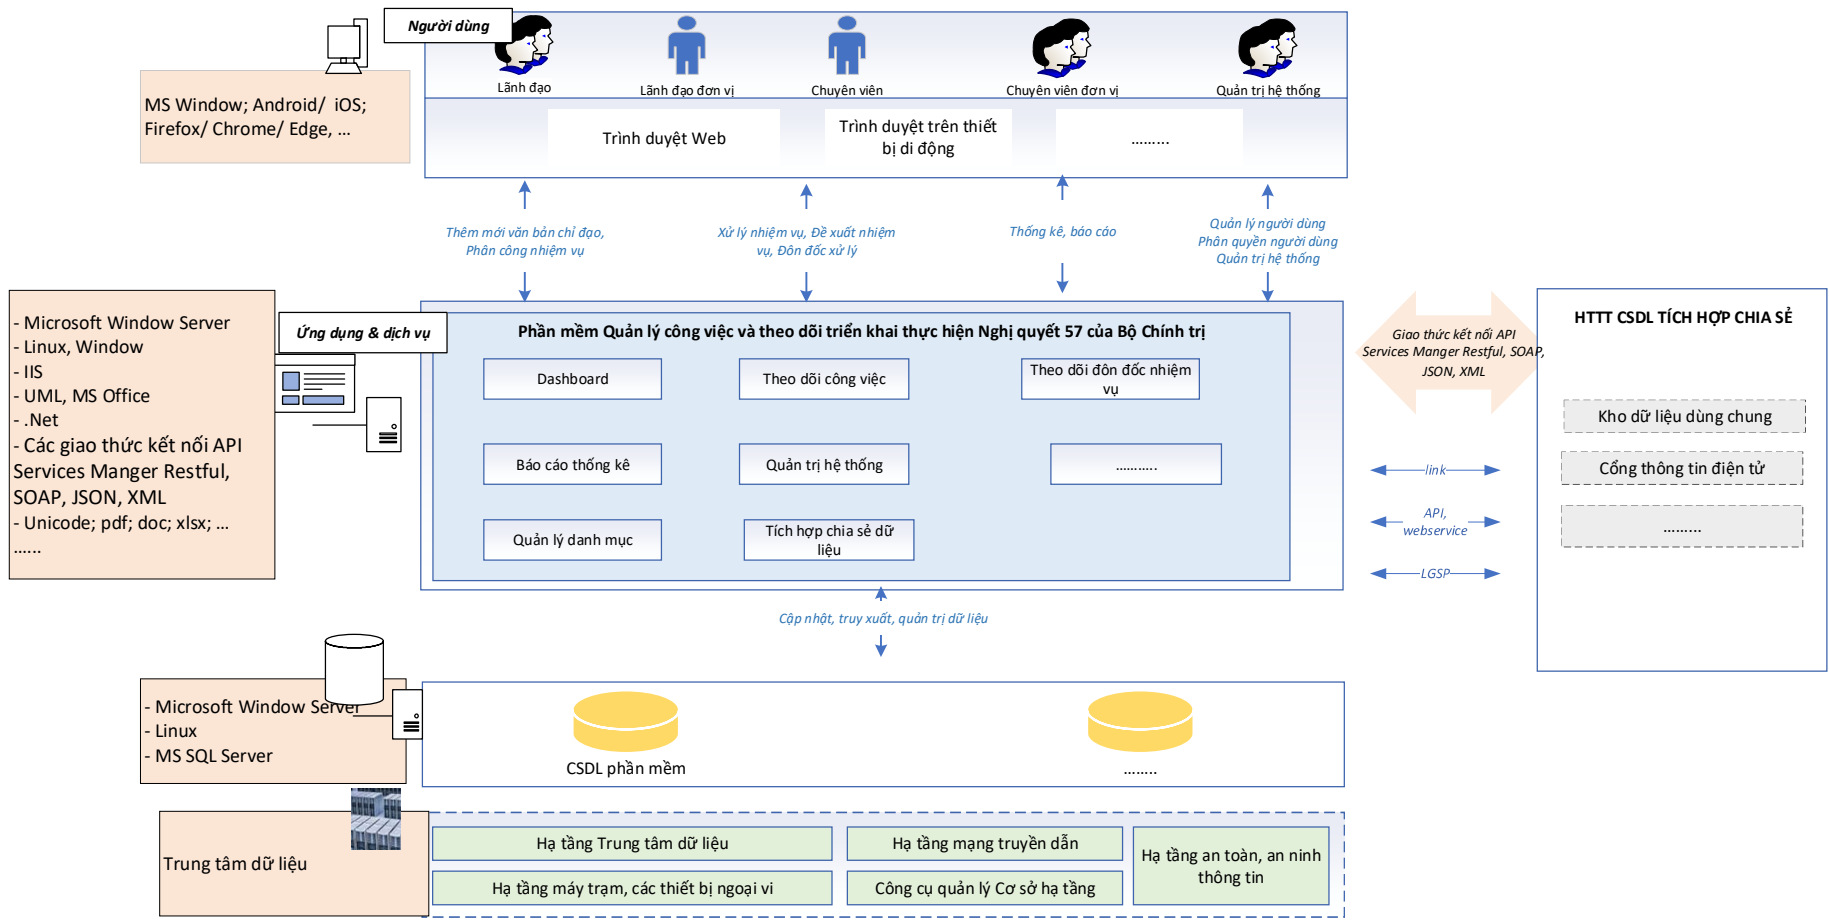 Người dùng
Lãnh đạo
Lãnh đạo đơn vị
Chuyên viên
Chuyên viên đơn vị
Quản trị hệ thống
MS Window; Android/ iOS;
Firefox/ Chrome/ Edge, ...
Trình duyệt Web
Trình duyệt trên thiết
bị di động
.........
Thêm mới văn bản chỉ đạo,
Phân công nhiệm vụ
Xử lý nhiệm vụ, Đề xuất nhiệm
vụ, Đôn đốc xử lý
Thống kê, báo cáo
Quản lý người dùng
Phân quyền người dùng
Quản trị hệ thống
- Microsoft Window Server
- Linux, Window
- IIS
- UML, MS Office
- .Net
- Các giao thức kết nối API
Services Manger Restful,
SOAP, JSON, XML
- Unicode; pdf; doc; xlsx; ...
......
Ứng dụng & dịch vụ
Phần mềm Quản lý công việc và theo dõi triển khai thực hiện Nghị quyết 57 của Bộ Chính trị
Dashboard
Theo dõi công việc
Theo dõi đôn đốc nhiệm
vụ
Báo cáo thống kê
Quản trị hệ thống
...........
Quản lý danh mục
Tích hợp chia sẻ dữ
liệu
Giao thức kết nối API
Services Manger Restful, SOAP,
JSON, XML
link
API,
webservice
LGSP
HTTT CSDL TÍCH HỢP CHIA SẺ
Kho dữ liệu dùng chung
Cổng thông tin điện tử
.........
Cập nhật, truy xuất, quản trị dữ liệu
- Microsoft Window Server
- Linux
- MS SQL Server
CSDL phần mềm
........
Trung tâm dữ liệu
Hạ tầng Trung tâm dữ liệu
Hạ tầng mạng truyền dẫn
Hạ tầng an toàn, an ninh
thông tin
Hạ tầng máy trạm, các thiết bị ngoại vi
Công cụ quản lý Cơ sở hạ tầng